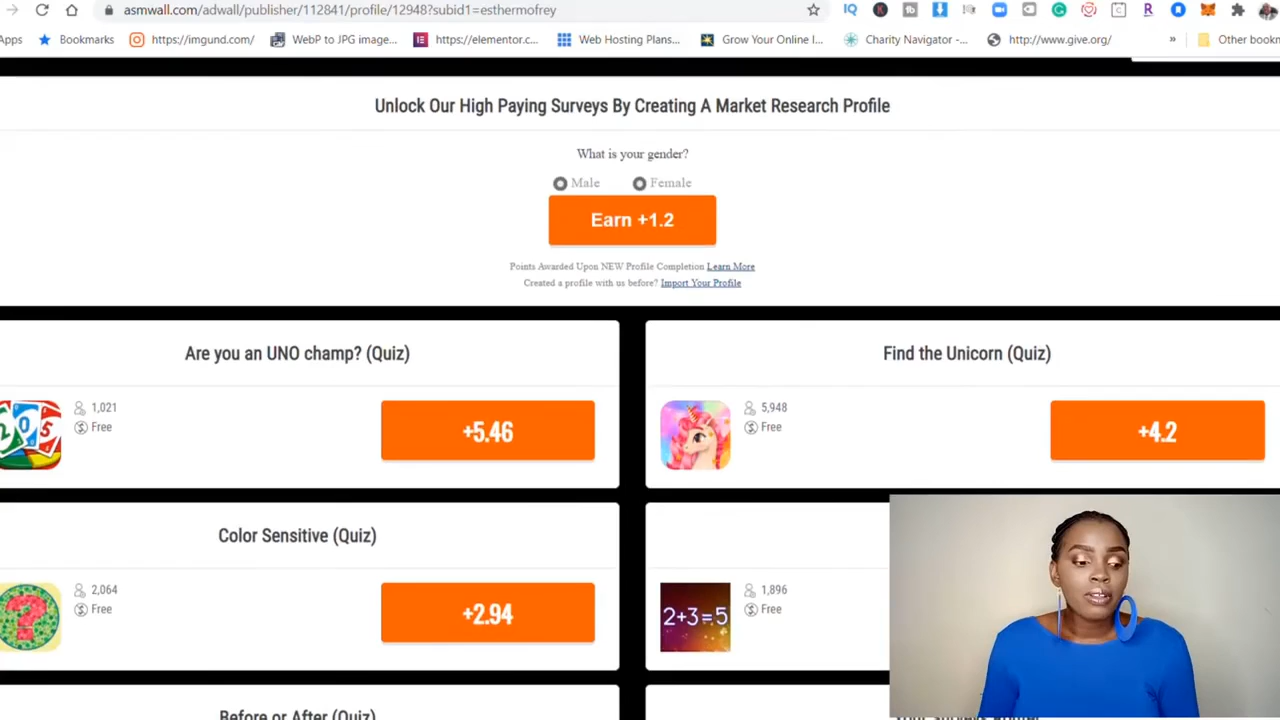 asmwall.com/adwall/publisher/112841/profile/12948?subid1=esthermofrey
Apps Bookmarks https://imgund.com/ WebP to JPG image... https://elementor.c... Web Hosting Plans... Grow Your Online I... Charity Navigator -... http://www.give.org/ » Other bookm
Unlock Our High Paying Surveys By Creating A Market Research Profile
What is your gender?
Male Female
Earn +1.2
Points Awarded Upon NEW Profile Completion Learn More
Created a profile with us before? Import Your Profile
Are you an UNO champ? (Quiz)
1,021
Free
+5.46
Find the Unicorn (Quiz)
5,948
Free
+4.2
Color Sensitive (Quiz)
2,064
Free
+2.94
2+3=5
1,896
Free
Before or After (Quiz)